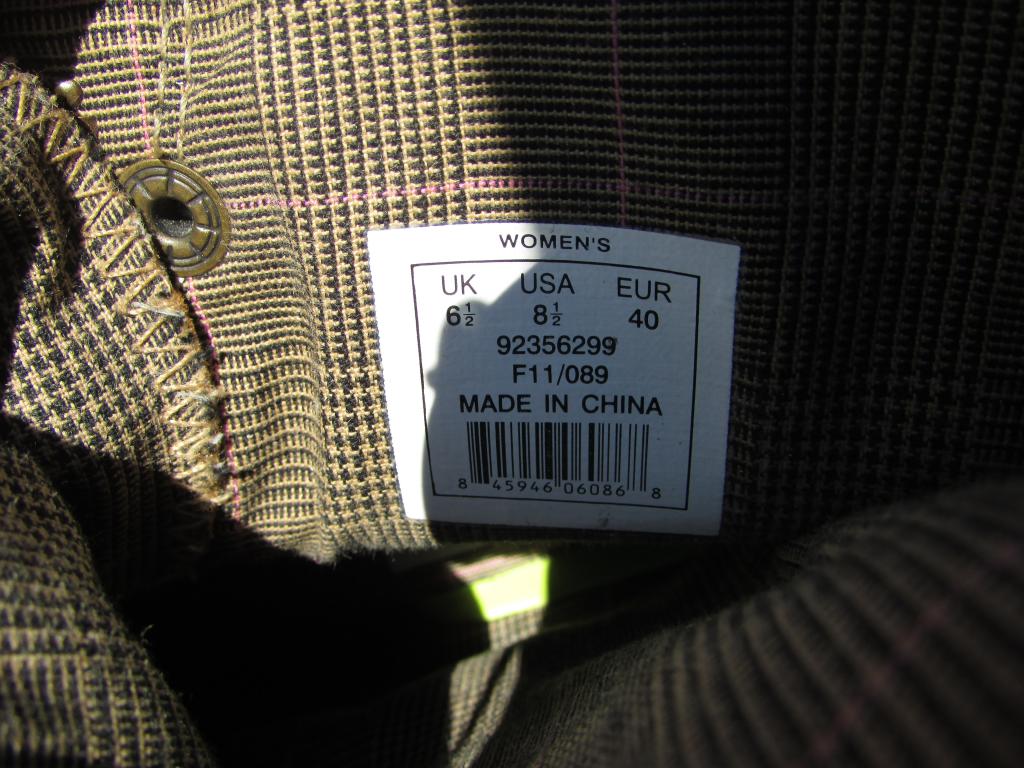 WOMEN'S
UK USA EUR
6½ 8½ 40
92356299
F11/089
MADE IN CHINA
8 45946 06086 8